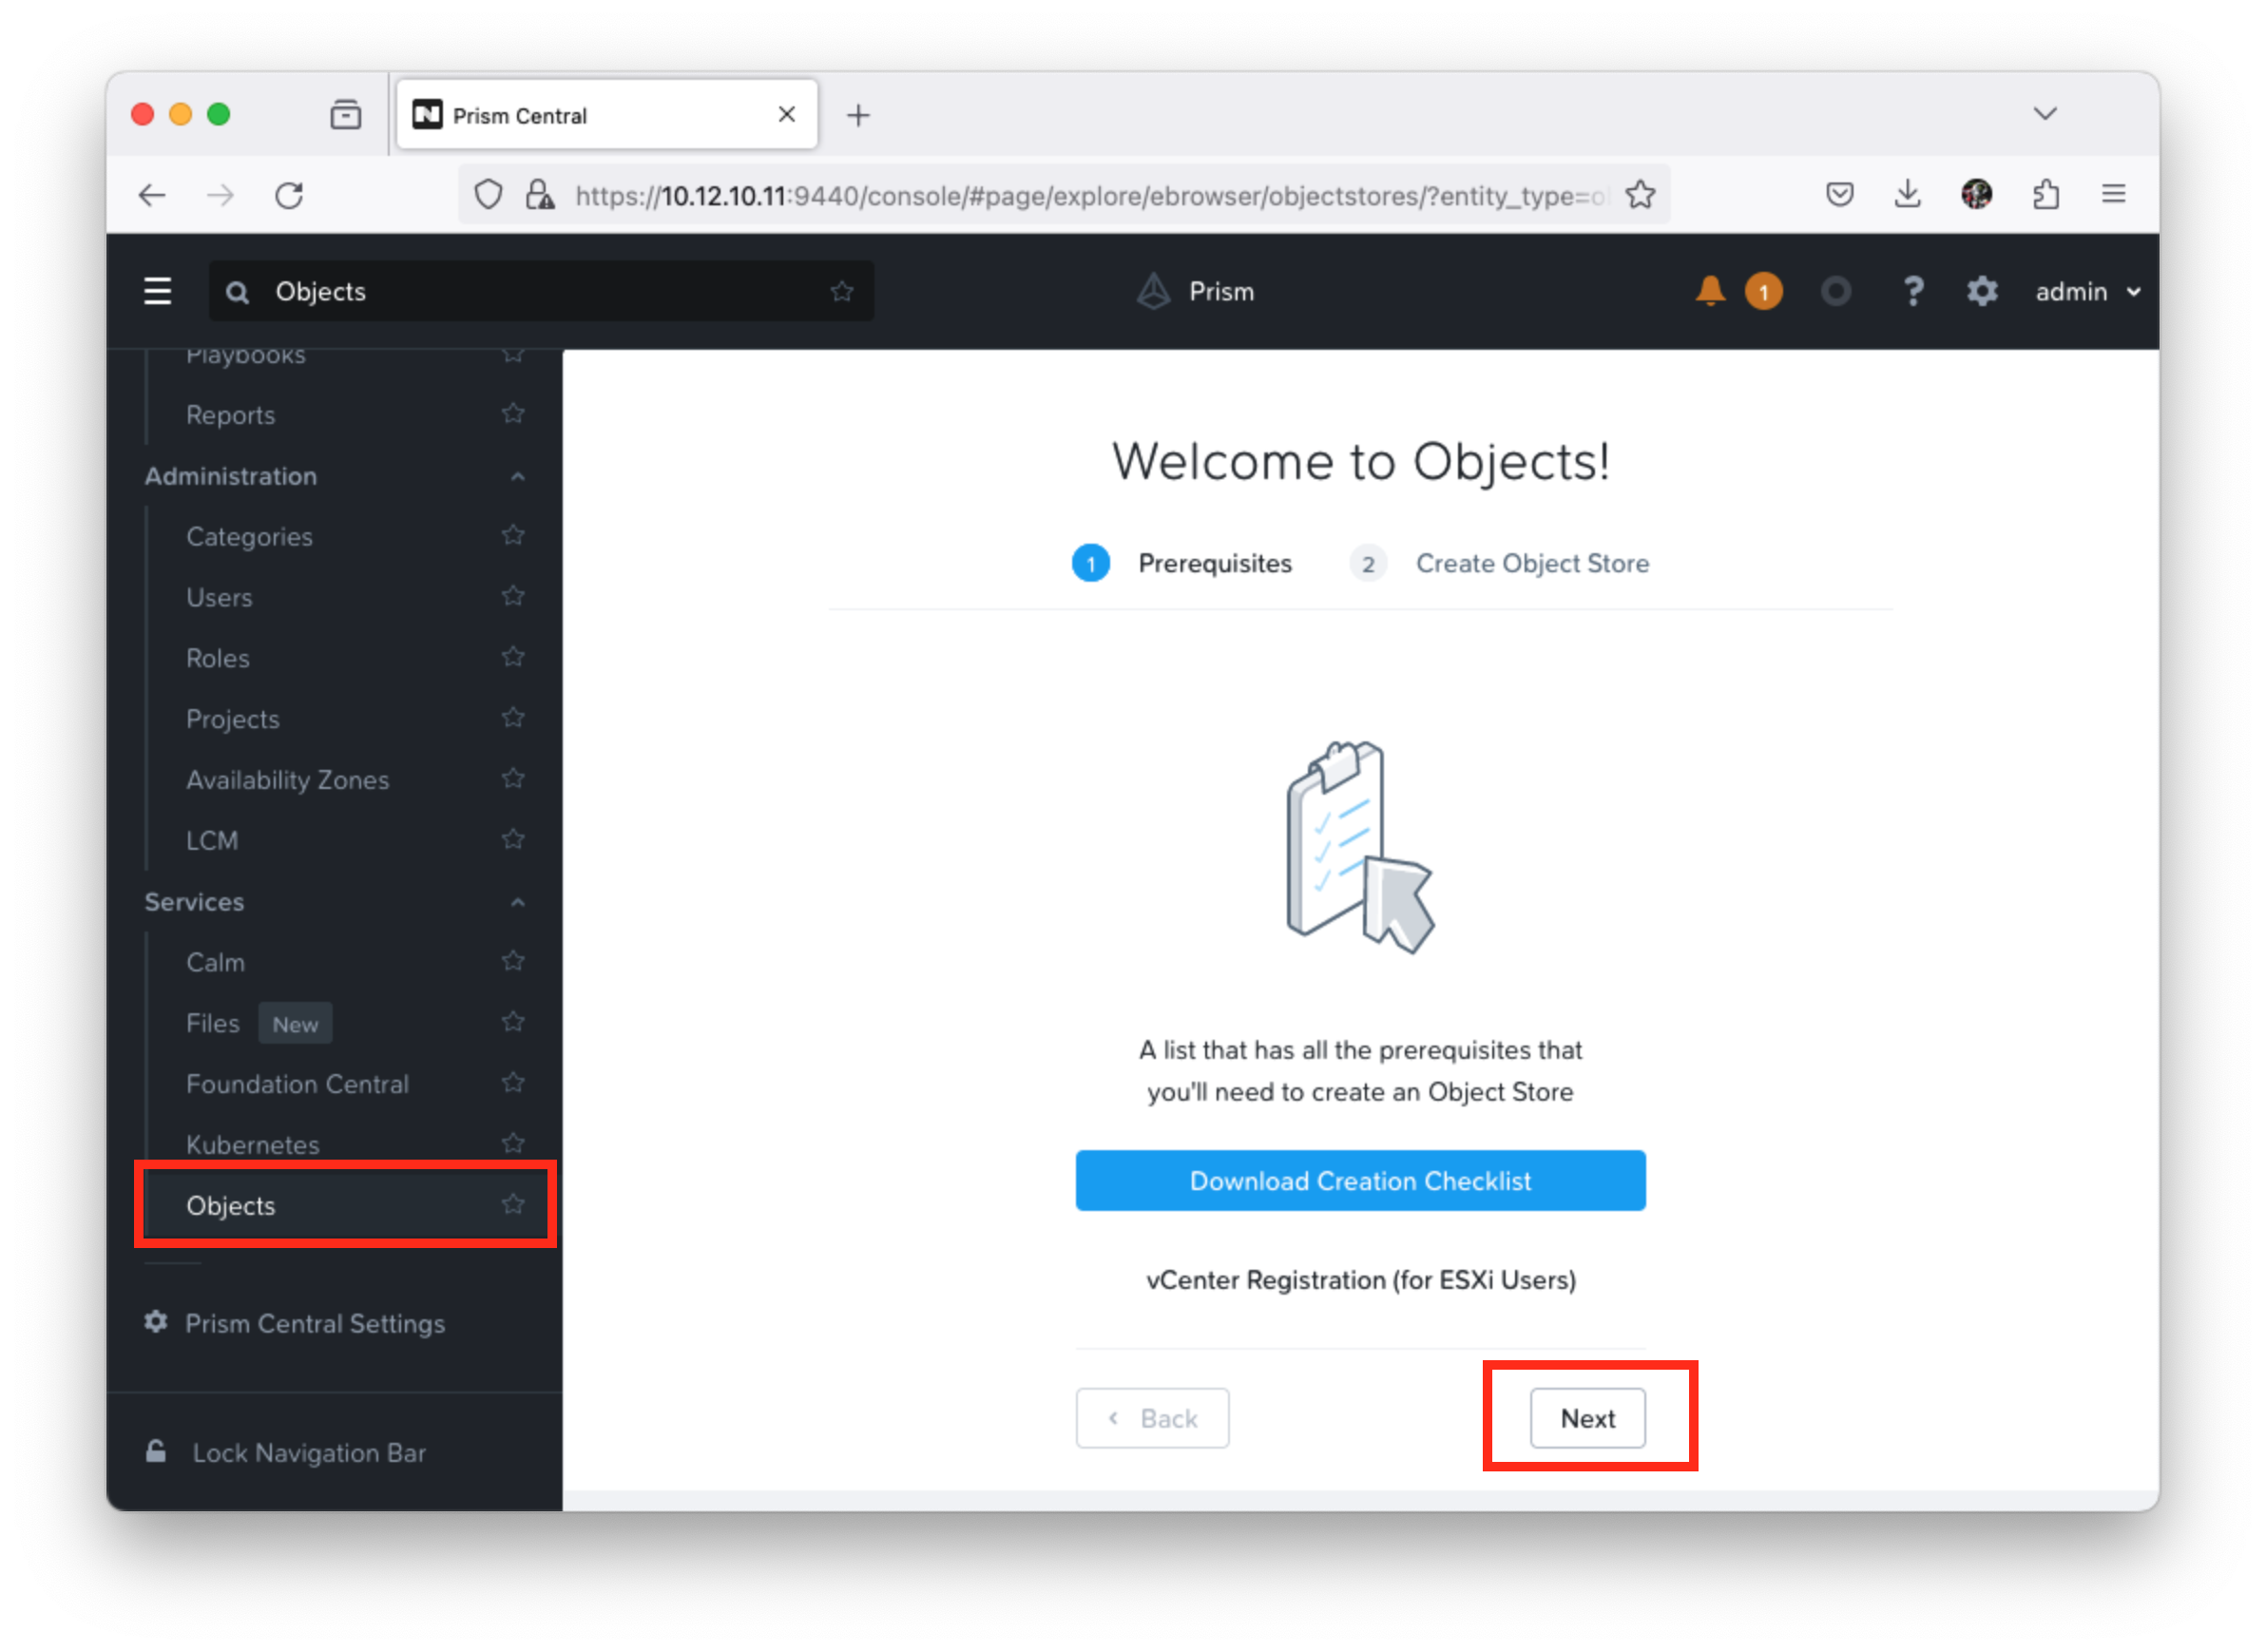 Prism Central
https://10.12.10.11:9440/console/#page/explore/ebrowser/objectstores/?entity_type=o
Objects
Prism
1
?
admin
Playbooks
Reports
Administration
Categories
Users
Roles
Projects
Availability Zones
LCM
Services
Calm
Files New
Foundation Central
Kubernetes
Objects
Prism Central Settings
Lock Navigation Bar
Welcome to Objects!
1 Prerequisites 2 Create Object Store
A list that has all the prerequisites that
you'll need to create an Object Store
Download Creation Checklist
vCenter Registration (for ESXi Users)
Back
Next